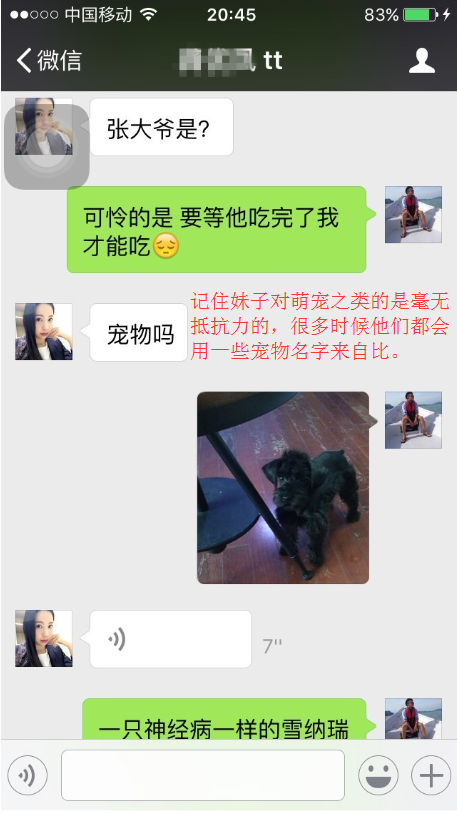 中国移动 20:45 83%
微信 tt
张大爷是?
可怜的是 要等他吃完了我
才能吃😔
记住妹子对萌宠之类的是毫无
抵抗力的，很多时候他们都会
用一些宠物名字来自比。
宠物吗
7''
一只神经病一样的雪纳瑞